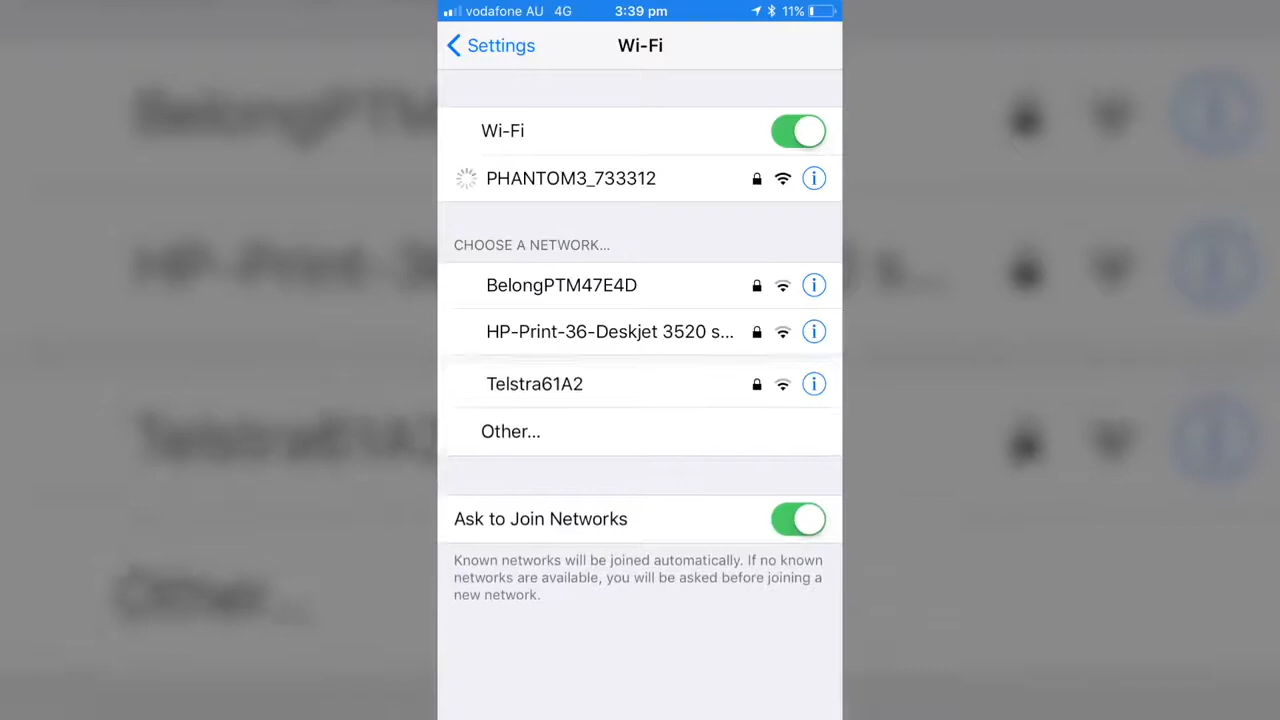 vodafone AU 4G 3:39 pm 11%
Settings Wi-Fi
Wi-Fi
PHANTOM3_733312
CHOOSE A NETWORK...
BelongPTM47E4D
HP-Print-36-Deskjet 3520 s...
Telstra61A2
Other...
Ask to Join Networks
Known networks will be joined automatically. If no known
networks are available, you will be asked before joining a
new network.